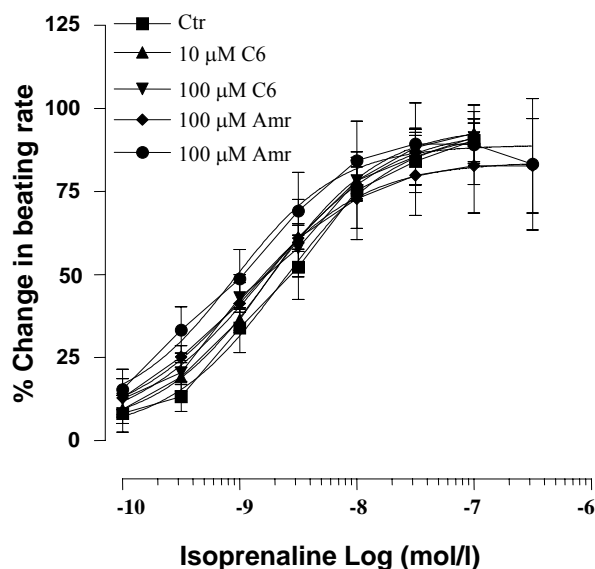 125
100
75
50
25
0
% Change in beating rate
Ctr
10 μM C6
100 μM C6
100 μM Amr
100 μM Amr
-10 -9 -8 -7 -6
Isoprenaline Log (mol/l)